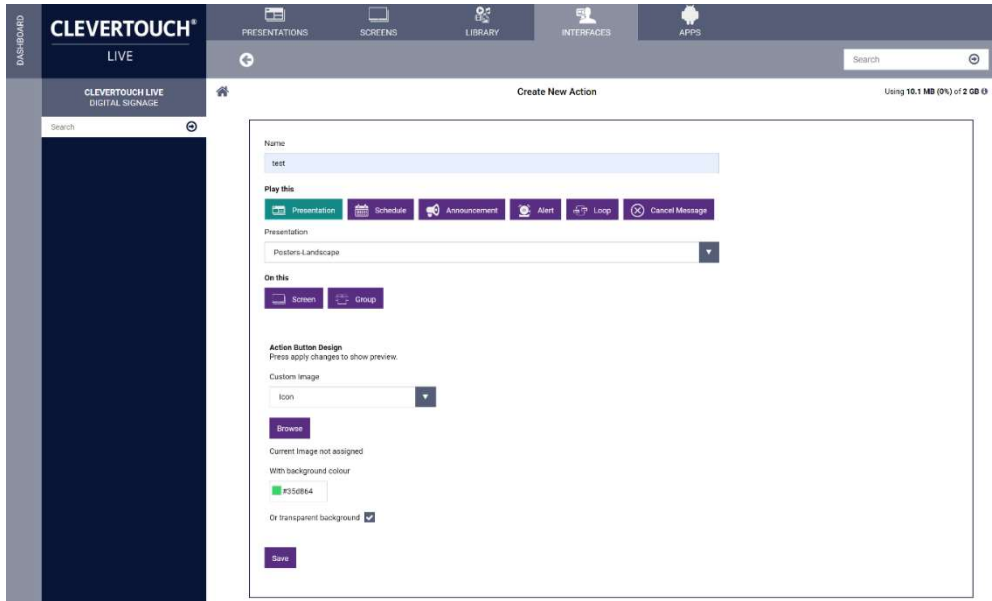 DASHBOARD
CLEVERTOUCH®
LIVE
PRESENTATIONS
SCREENS
LIBRARY
INTERFACES
APPS
Search
CLEVERTOUCH LIVE
DIGITAL SIGNAGE
Search
Create New Action
Using 10.1 MB (0%) of 2 GB
Name
test
Play this
Presentation
Schedule
Announcement
Alert
Loop
Cancel Message
Presentation
Posters-Landscape
On this
Screen
Group
Action Button Design
Press apply changes to show preview.
Custom Image
Icon
Browse
Current Image not assigned
With background colour
#35d864
Or transparent background
Save